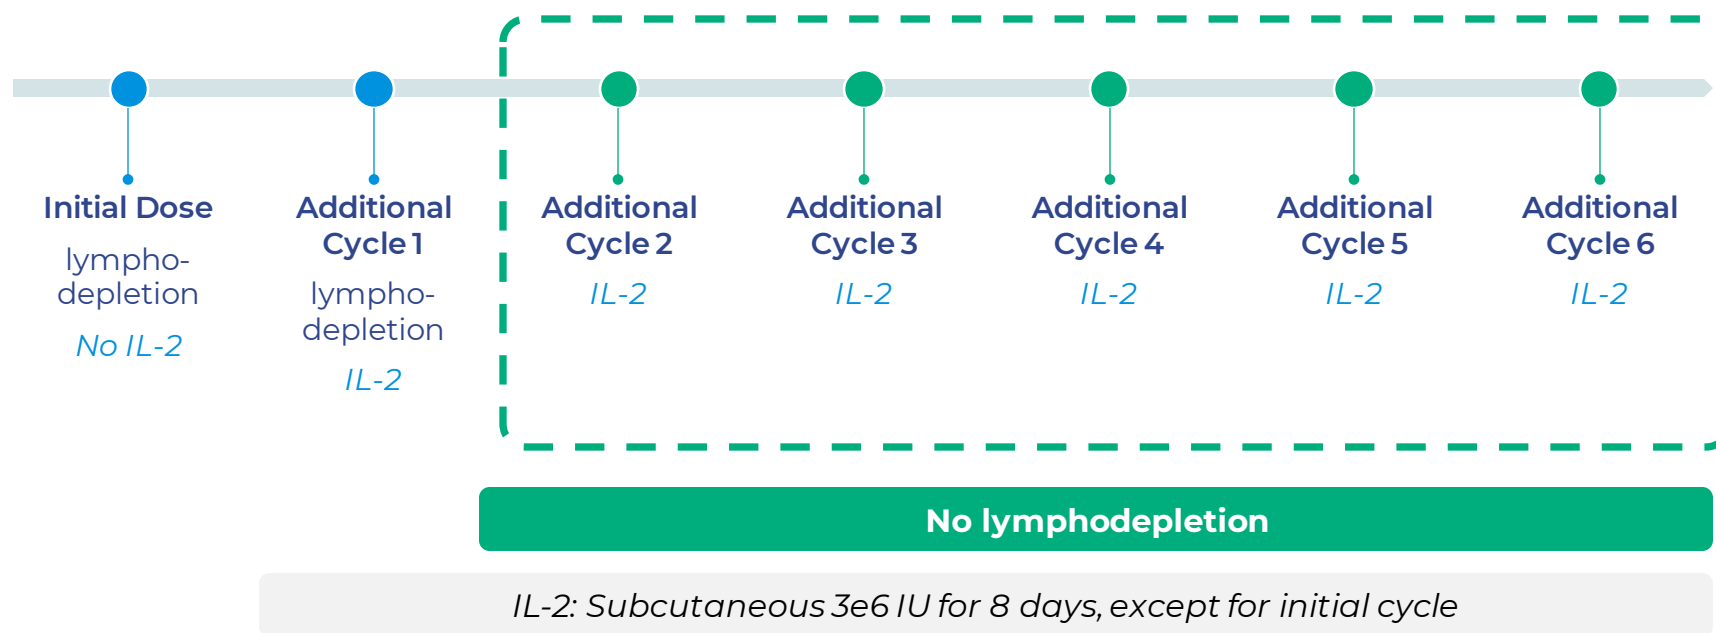 Initial Dose
lympho-
depletion
No IL-2
Additional
Cycle 1
lympho-
depletion
IL-2
Additional
Cycle 2
IL-2
Additional
Cycle 3
IL-2
Additional
Cycle 4
IL-2
Additional
Cycle 5
IL-2
Additional
Cycle 6
IL-2
No lymphodepletion
IL-2: Subcutaneous 3e6 IU for 8 days, except for initial cycle